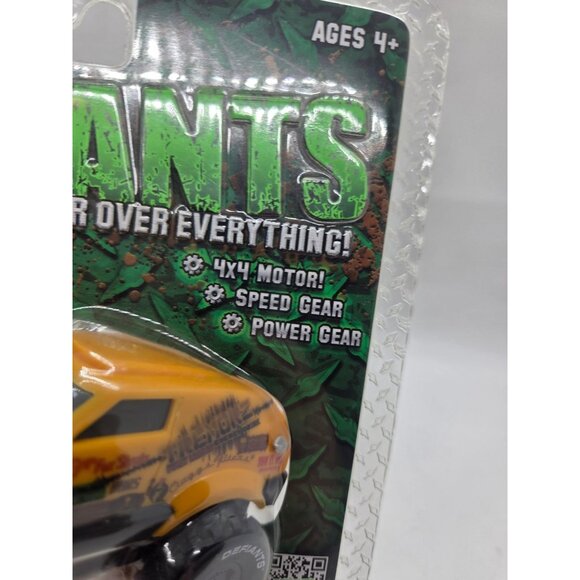 AGES 4+
ANTS
R OVER EVERYTHING!
4X4 MOTOR!
SPEED GEAR
POWER GEAR
DEFIANTS